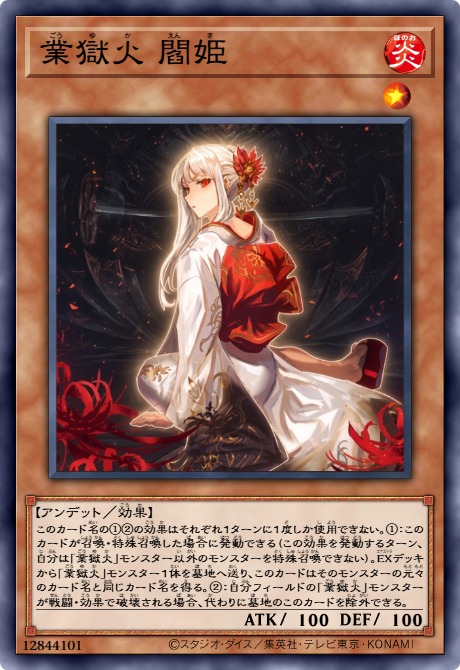 業獄火 閻姫
炎
【アンデット／効果】
このカード名の①②の効果はそれぞれ1ターンに1度しか使用できない。①:この
カードが召喚・特殊召喚した場合に発動できる(この効果を発動するターン、
自分は「業獄火」モンスター以外のモンスターを特殊召喚できない)。EXデッキ
から「業獄火」モンスター1体を墓地へ送り、このカードはそのモンスターの元々
のカード名と同じカード名を得る。②:自分フィールドの「業獄火」モンスター
が戦闘・効果で破壊される場合、代わりに墓地のこのカードを除外できる。
ATK/ 100 DEF/ 100
12844101 ©スタジオ・ダイス/集英社・テレビ東京・KONAMI